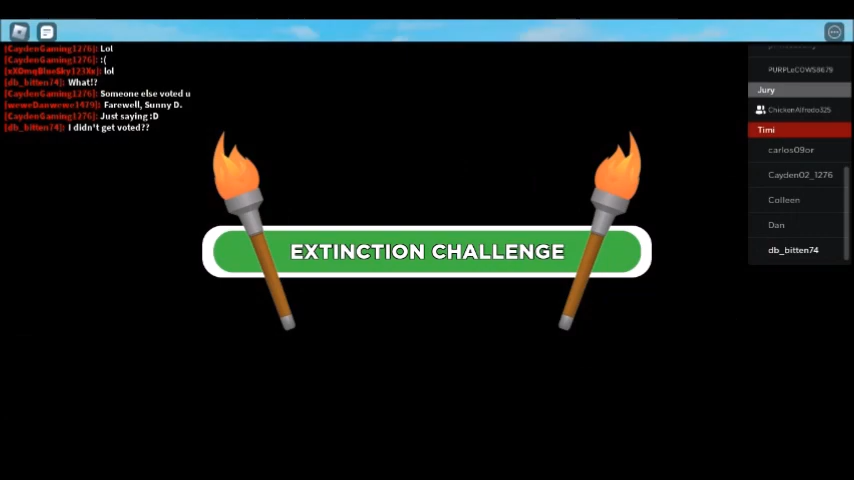 [CaydenGaming1276]: Lol
[CaydenGaming1276]: :(
lol
[db_bitten74]: What!?
[CaydenGaming1276]: Someone else voted u
[weweDanwewe1479]: Farewell, Sunny D.
[CaydenGaming1276]: Just saying :D
[db_bitten74]: I didn't get voted??
EXTINCTION CHALLENGE
PURPLeCOWS8679
Jury
ChickenAlfredo325
Timi
carlos09or
Cayden02_1276
Colleen
Dan
db_bitten74